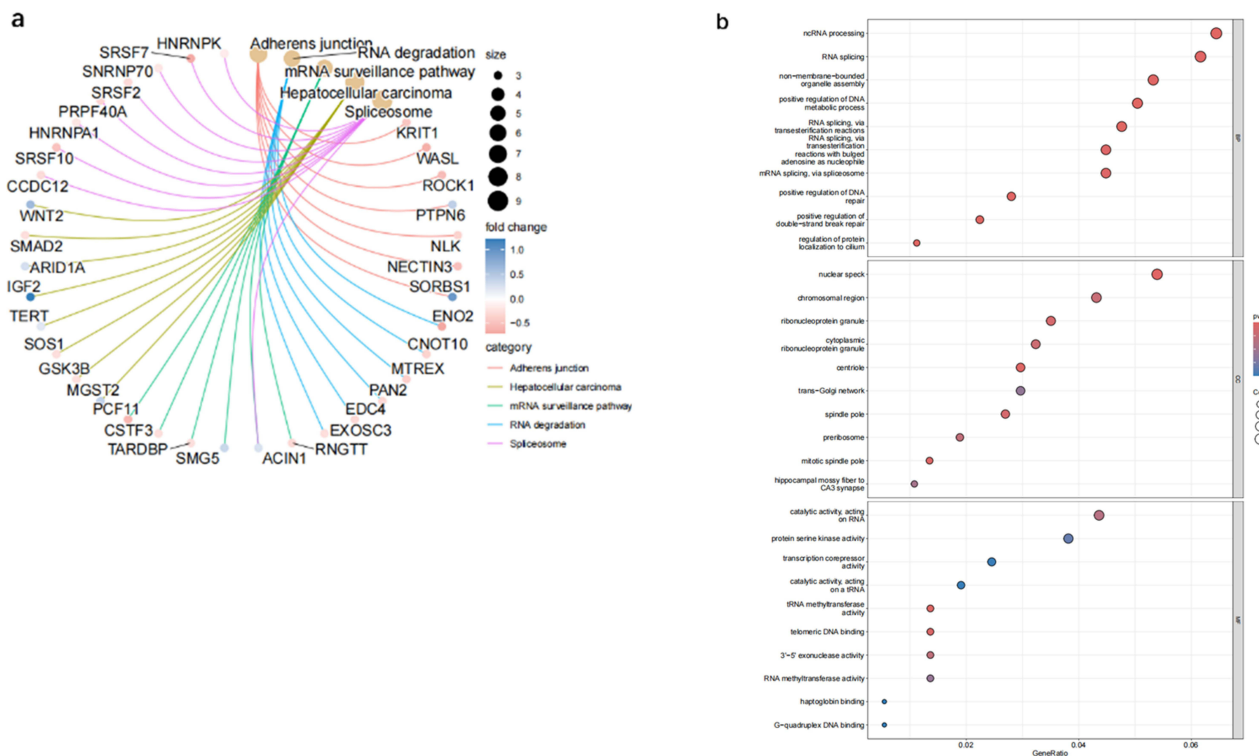 a
HNRNPK
SRSF7
SNRNP70
SRSF2
PRPF40A
HNRNPA1
SRSF10
CCDC12
WNT2
SMAD2
ARID1A
IGF2
TERT
SOS1
GSK3B
MGST2
PCF11
CSTF3
TARDBP
SMG5
ACIN1
RNGTT
EXOSC3
EDC4
PAN2
MTREX
CNOT10
ENO2
SORBS1
NECTIN3
NLK
PTPN6
ROCK1
WASL
KRIT1
Adherens junction
RNA degradation
mRNA surveillance pathway
Hepatocellular carcinoma
Spliceosome
size
3
4
5
6
7
8
9
fold change
1.0
0.5
0.0
−0.5
category
Adherens junction
Hepatocellular carcinoma
mRNA surveillance pathway
RNA degradation
Spliceosome
b
ncRNA processing
RNA splicing
non−membrane−bounded
organelle assembly
positive regulation of DNA
metabolic process
RNA splicing, via
transesterification reactions
RNA splicing, via
transesterification
reactions with bulged
adenosine as nucleophile
mRNA splicing, via spliceosome
positive regulation of DNA
repair
positive regulation of
double−strand break repair
regulation of protein
localization to cilium
BP
nuclear speck
chromosomal region
ribonucleoprotein granule
cytoplasmic
ribonucleoprotein granule
centriole
trans−Golgi network
spindle pole
preribosome
mitotic spindle pole
hippocampal mossy fiber to
CA3 synapse
CC
catalytic activity, acting
on RNA
protein serine kinase activity
transcription corepressor
activity
catalytic activity, acting
on a tRNA
tRNA methyltransferase
activity
telomeric DNA binding
3'−5' exonuclease activity
RNA methyltransferase activity
haptoglobin binding
G−quadruplex DNA binding
MF
0.02
0.04
0.06
GeneRatio